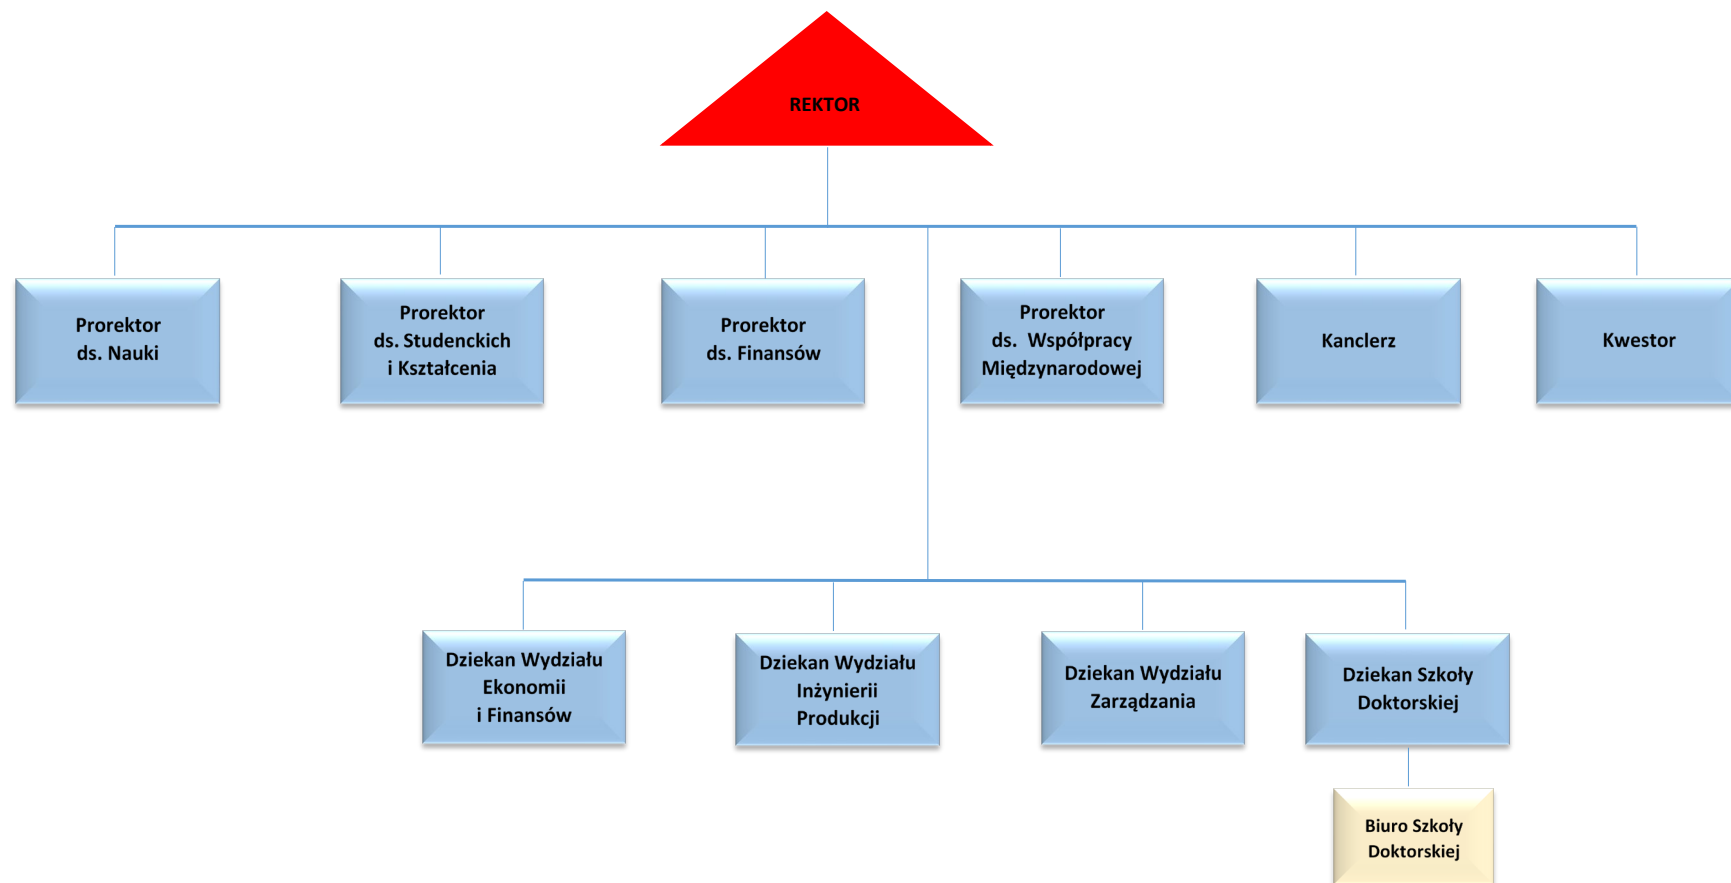 REKTOR
Prorektor
ds. Nauki
Prorektor
ds. Studenckich
i Kształcenia
Prorektor
ds. Finansów
Prorektor
ds.  Współpracy
Międzynarodowej
Kanclerz
Kwestor
Dziekan Wydziału
Ekonomii
i Finansów
Dziekan Wydziału
Inżynierii
Produkcji
Dziekan Wydziału
Zarządzania
Dziekan Szkoły
Doktorskiej
Biuro Szkoły
Doktorskiej